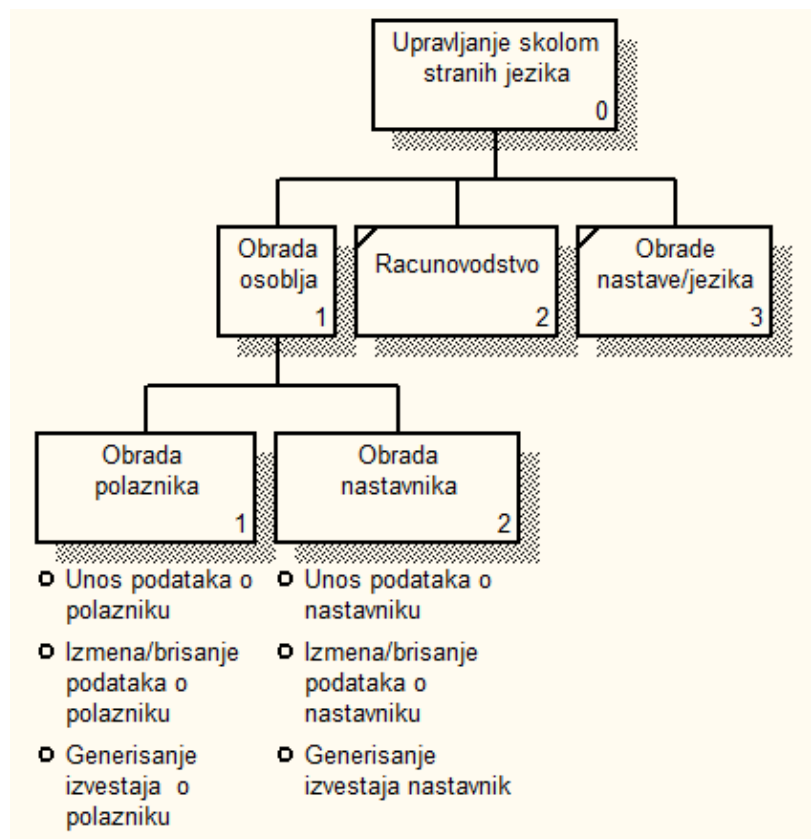 Upravljanje skolom
stranih jezika
0
Obrada
osoblja
1
Racunovodstvo
2
Obrade
nastave/jezika
3
Obrada
polaznika
1
Obrada
nastavnika
2
Unos podataka o
polazniku
Izmena/brisanje
podataka o
polazniku
Generisanje
izvestaja o
polazniku
Unos podataka o
nastavniku
Izmena/brisanje
podataka o
nastavniku
Generisanje
izvestaja nastavnik